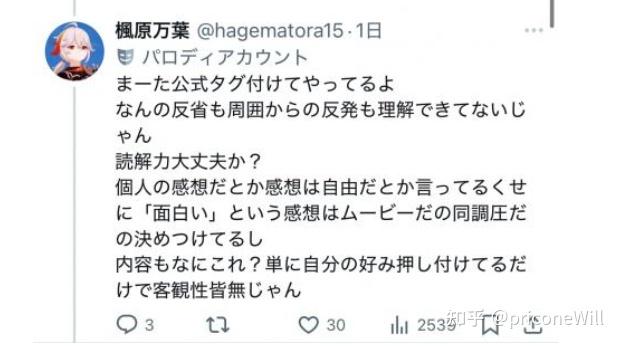 楓原万葉 @hagematora15·1日
パロディアカウント
まーた公式タグ付けてやってるよ
なんの反省も周囲からの反発も理解できてないじ
ゃん
読解力大丈夫か？
個人の感想だとか感想は自由だとか言ってるくせ
に「面白い」という感想はムービーだの同調圧だ
の決めつけてるし
内容もなにこれ？単に自分の好み押し付けてるだ
けで客観性皆無じゃん
3 30 2539
知乎 @priconeWill